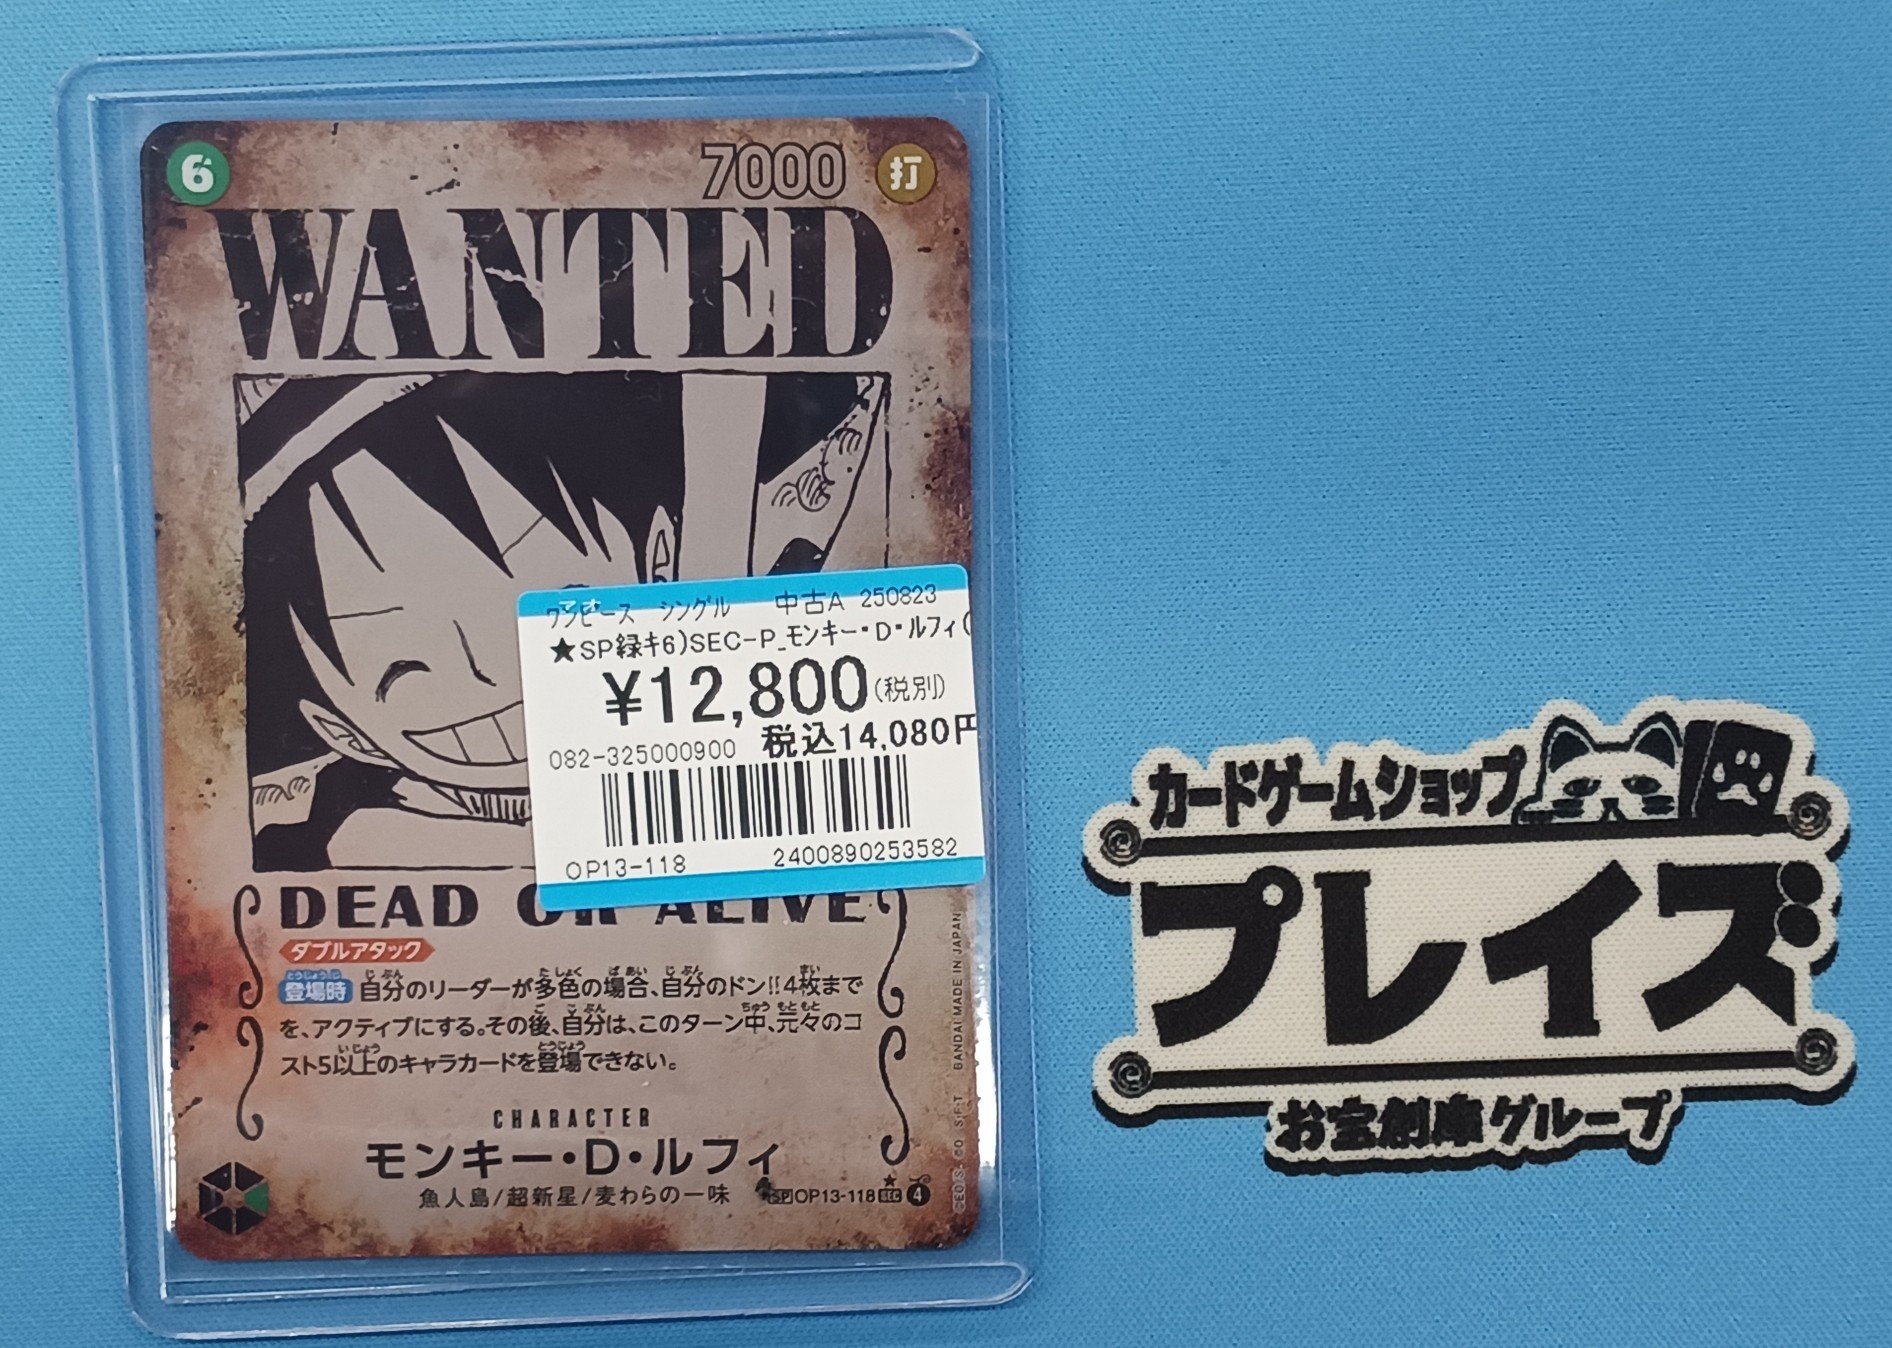 6
7000
打
WANTED
ワンピース シングル 中古A 250823
★SP緑キ6)SEC-P_モンキー・D・ルフィ(
¥12,800(税別)
税込14,080円
082-325000900
OP13-118 2400890253582
DEAD OR ALIVE
ダブルアタック
登場時 自分のリーダーが多色の場合、自分のドン!!4枚まで
を、アクティブにする。その後、自分は、このターン中、元々のコ
スト5以上のキャラカードを登場できない。
CHARACTER
モンキー・D・ルフィ
魚人島/超新星/麦わらの一味
SP OP13-118 SEC ★ 4
BANDAI MADE IN JAPAN
カードゲームショップ
プレイズ
お宝創庫グループ